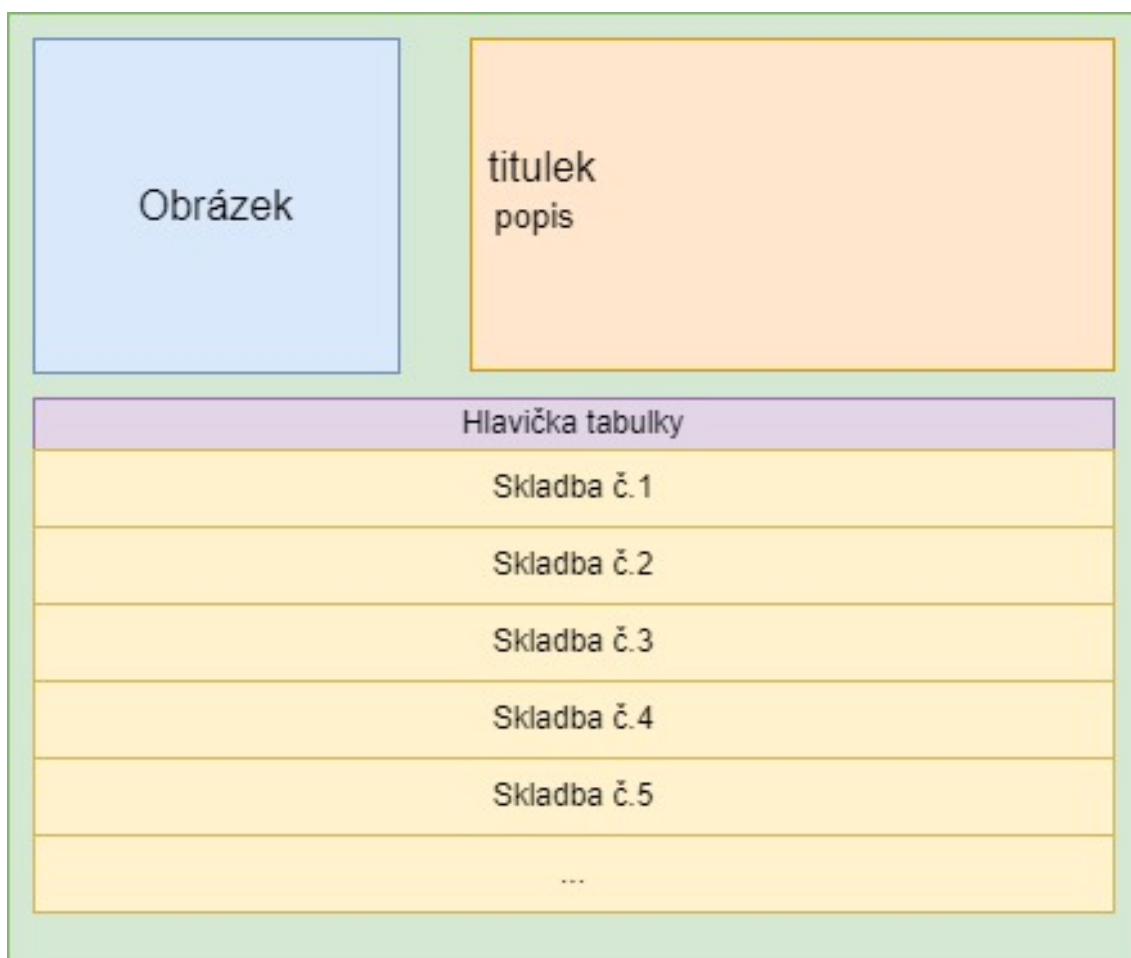 Obrázek
titulek
popis
Hlavička tabulky
Skladba č.1
Skladba č.2
Skladba č.3
Skladba č.4
Skladba č.5
...